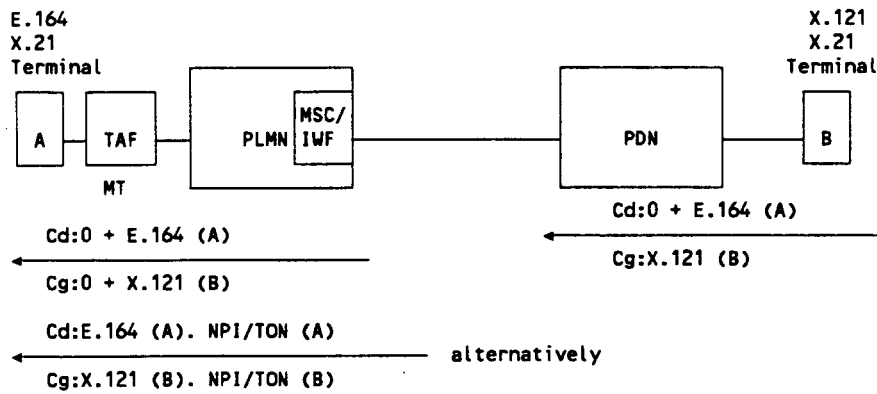 E.164
X.21
Terminal
X.121
X.21
Terminal
A
TAF
PLMN
MSC/
IWF
PDN
B
MT
Cd:0 + E.164 (A)
Cg:X.121 (B)
Cd:0 + E.164 (A)
Cg:0 + X.121 (B)
Cd:E.164 (A). NPI/TON (A)
alternatively
Cg:X.121 (B). NPI/TON (B)